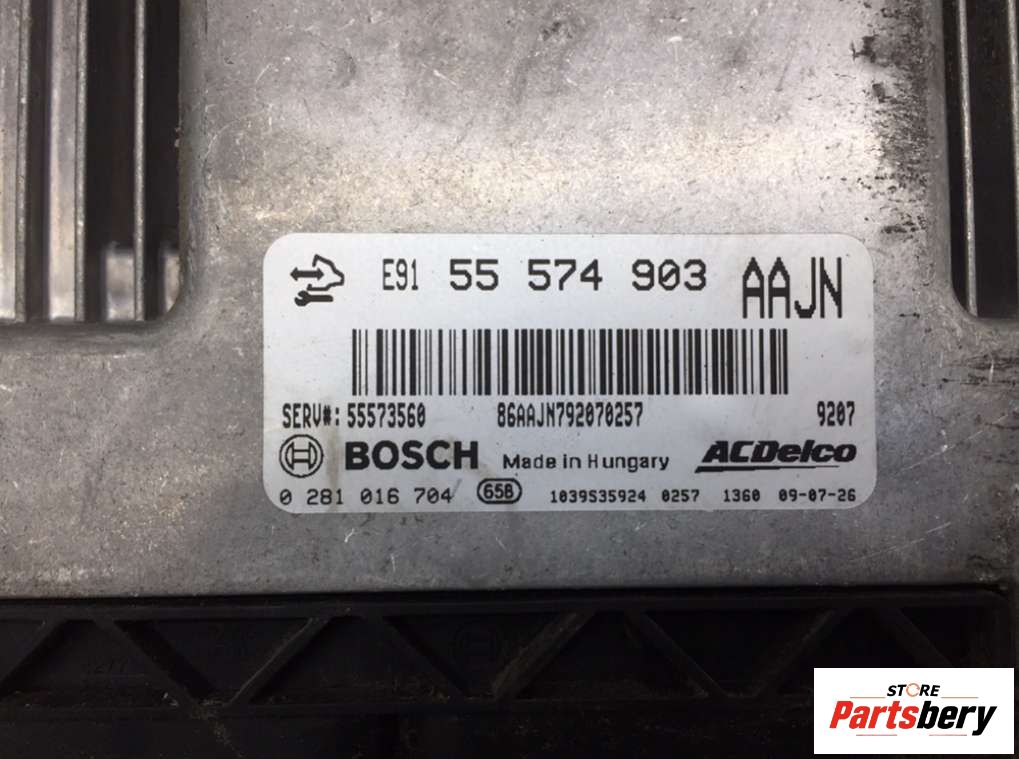 E91 55 574 903 AAJN
SERV#: 55573560 86AAJN792070257 9207
BOSCH Made in Hungary ACDelco
0 281 016 704 658 1039S35924 0257 1360 09-07-26
STORE
Partsbery